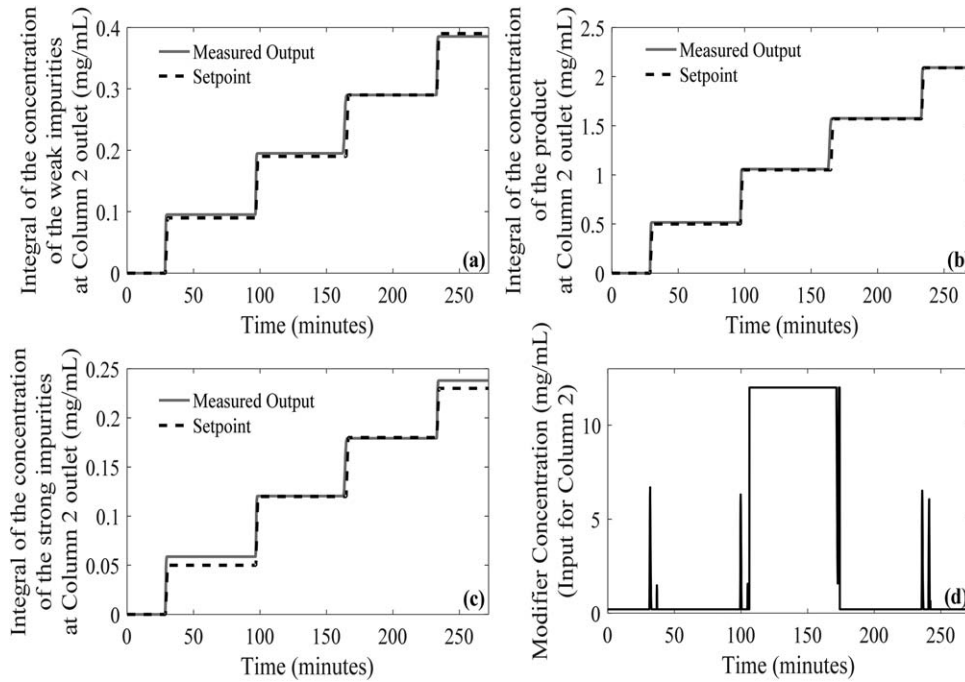 Integral of the concentration
of the weak impurities
at Column 2 outlet (mg/mL)
0.4
0.3
0.2
0.1
0
Measured Output
Setpoint
(a)
0 50 100 150 200 250
Time (minutes)
Integral of the concentration
of the product
at Column 2 outlet (mg/mL)
2.5
2
1.5
1
0.5
0
Measured Output
Setpoint
(b)
0 50 100 150 200 250
Time (minutes)
Integral of the concentration
of the strong impurities
at Column 2 outlet (mg/mL)
0.25
0.2
0.15
0.1
0.05
0
Measured Output
Setpoint
(c)
0 50 100 150 200 250
Time (minutes)
Modifier Concentration (mg/mL)
(Input for Column 2)
10
5
0
(d)
0 50 100 150 200 250
Time (minutes)